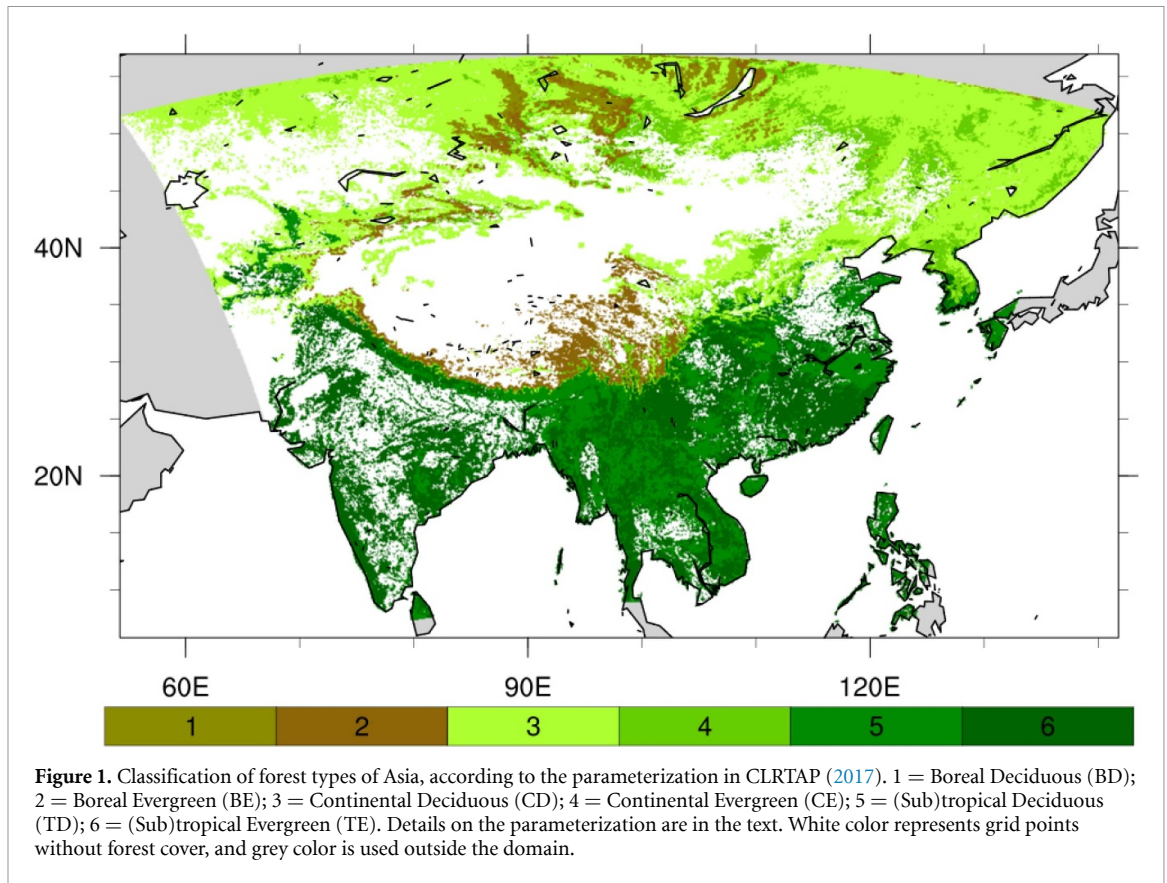 40N
20N
60E 90E 120E
1 2 3 4 5 6
Figure 1. Classification of forest types of Asia, according to the parameterization in CLRTAP (2017). 1 = Boreal Deciduous (BD);
2 = Boreal Evergreen (BE); 3 = Continental Deciduous (CD); 4 = Continental Evergreen (CE); 5 = (Sub)tropical Deciduous
(TD); 6 = (Sub)tropical Evergreen (TE). Details on the parameterization are in the text. White color represents grid points
without forest cover, and grey color is used outside the domain.